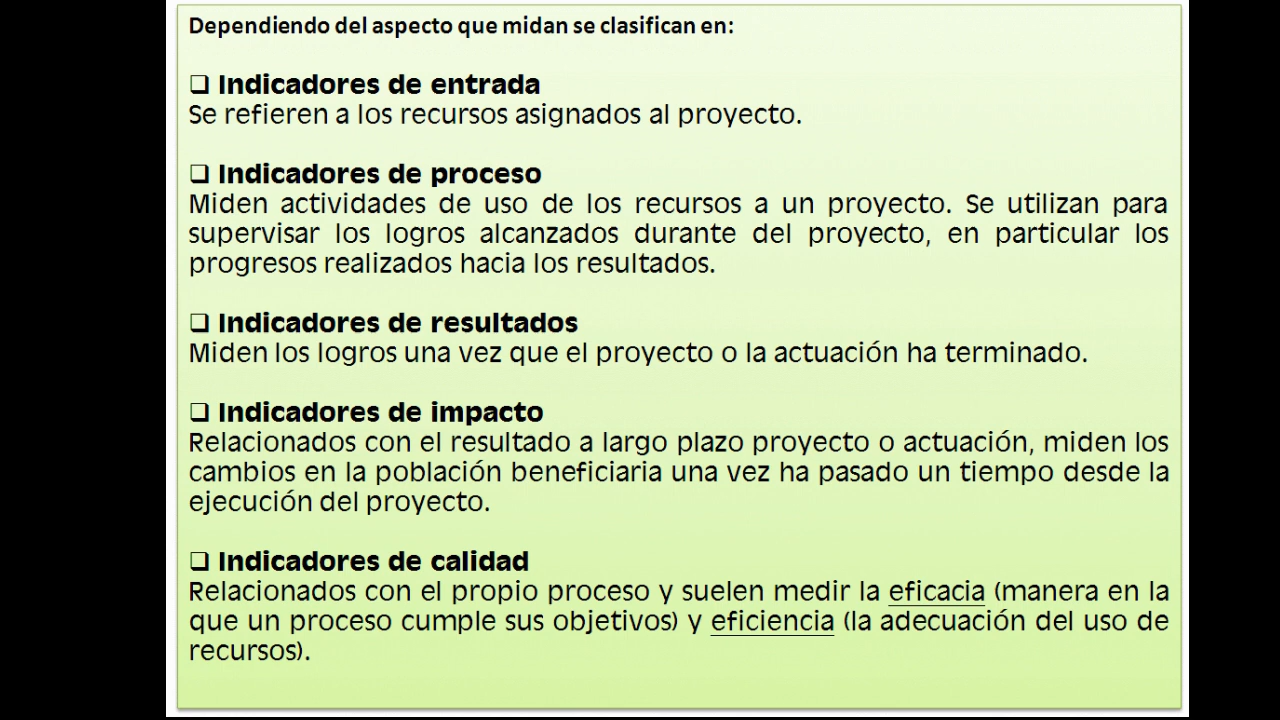 Dependiendo del aspecto que midan se clasifican en:
❑ Indicadores de entrada
Se refieren a los recursos asignados al proyecto.
❑ Indicadores de proceso
Miden actividades de uso de los recursos a un proyecto. Se utilizan para
supervisar los logros alcanzados durante del proyecto, en particular los
progresos realizados hacia los resultados.
❑ Indicadores de resultados
Miden los logros una vez que el proyecto o la actuación ha terminado.
❑ Indicadores de impacto
Relacionados con el resultado a largo plazo proyecto o actuación, miden los
cambios en la población beneficiaria una vez ha pasado un tiempo desde la
ejecución del proyecto.
❑ Indicadores de calidad
Relacionados con el propio proceso y suelen medir la eficacia (manera en la
que un proceso cumple sus objetivos) y eficiencia (la adecuación del uso de
recursos).